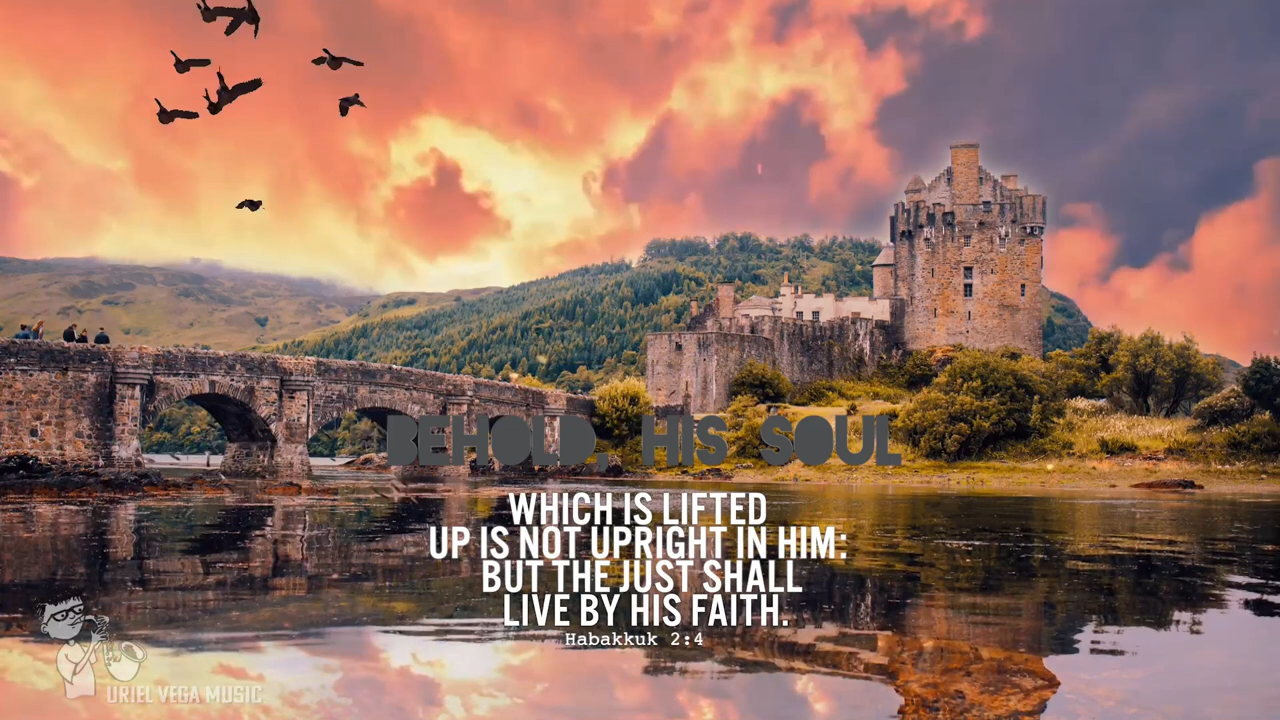 BEHOLD, HIS SOUL
WHICH IS LIFTED
UP IS NOT UPRIGHT IN HIM:
BUT THE JUST SHALL
LIVE BY HIS FAITH.
Habakkuk 2:4
URIEL VEGA MUSIC